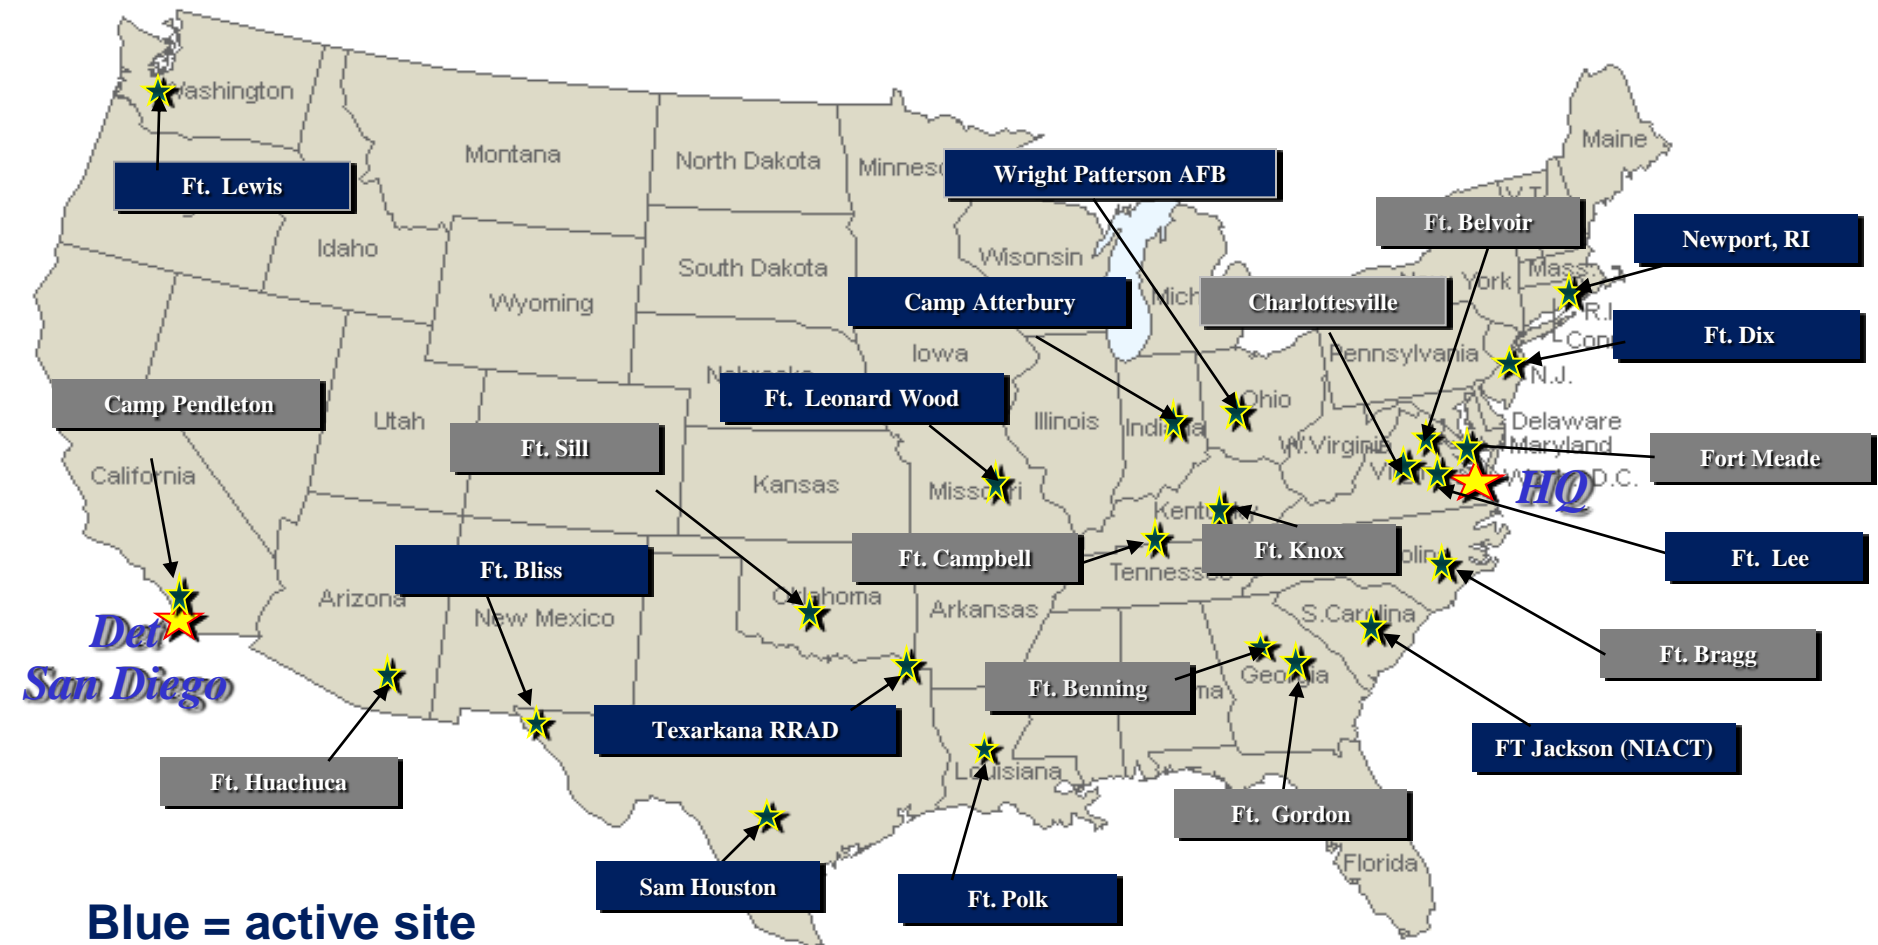 Washington
Montana
North Dakota
Maine
Wright Patterson AFB
Ft.  Lewis
V.T.
Ft. Belvoir
Newport, RI
Idaho
South Dakota
Wisconsin
Mass.
York
Wyoming
Camp Atterbury
Charlottesville
R.I.
Ft. Dix
Iowa
Pennsylvania
N.J.
Camp Pendleton
Utah
Ft.  Leonard Wood
Illinois
Indiana
Ohio
Delaware
Maryland
W.Virginia
Ft. Sill
Fort Meade
California
Kansas
Missouri
D.C.
HQ
Kentucky
Ft. Campbell
Ft. Knox
Ft.  Lee
Tennessee
Ft. Bliss
Arizona
New Mexico
Oklahoma
Arkansas
S.Carolina
Det
San Diego
Ft. Bragg
Ft. Benning
Georgia
Texarkana RRAD
FT Jackson (NIACT)
Ft. Huachuca
Louisiana
Ft.  Gordon
Florida
Sam Houston
Ft. Polk
Blue = active site